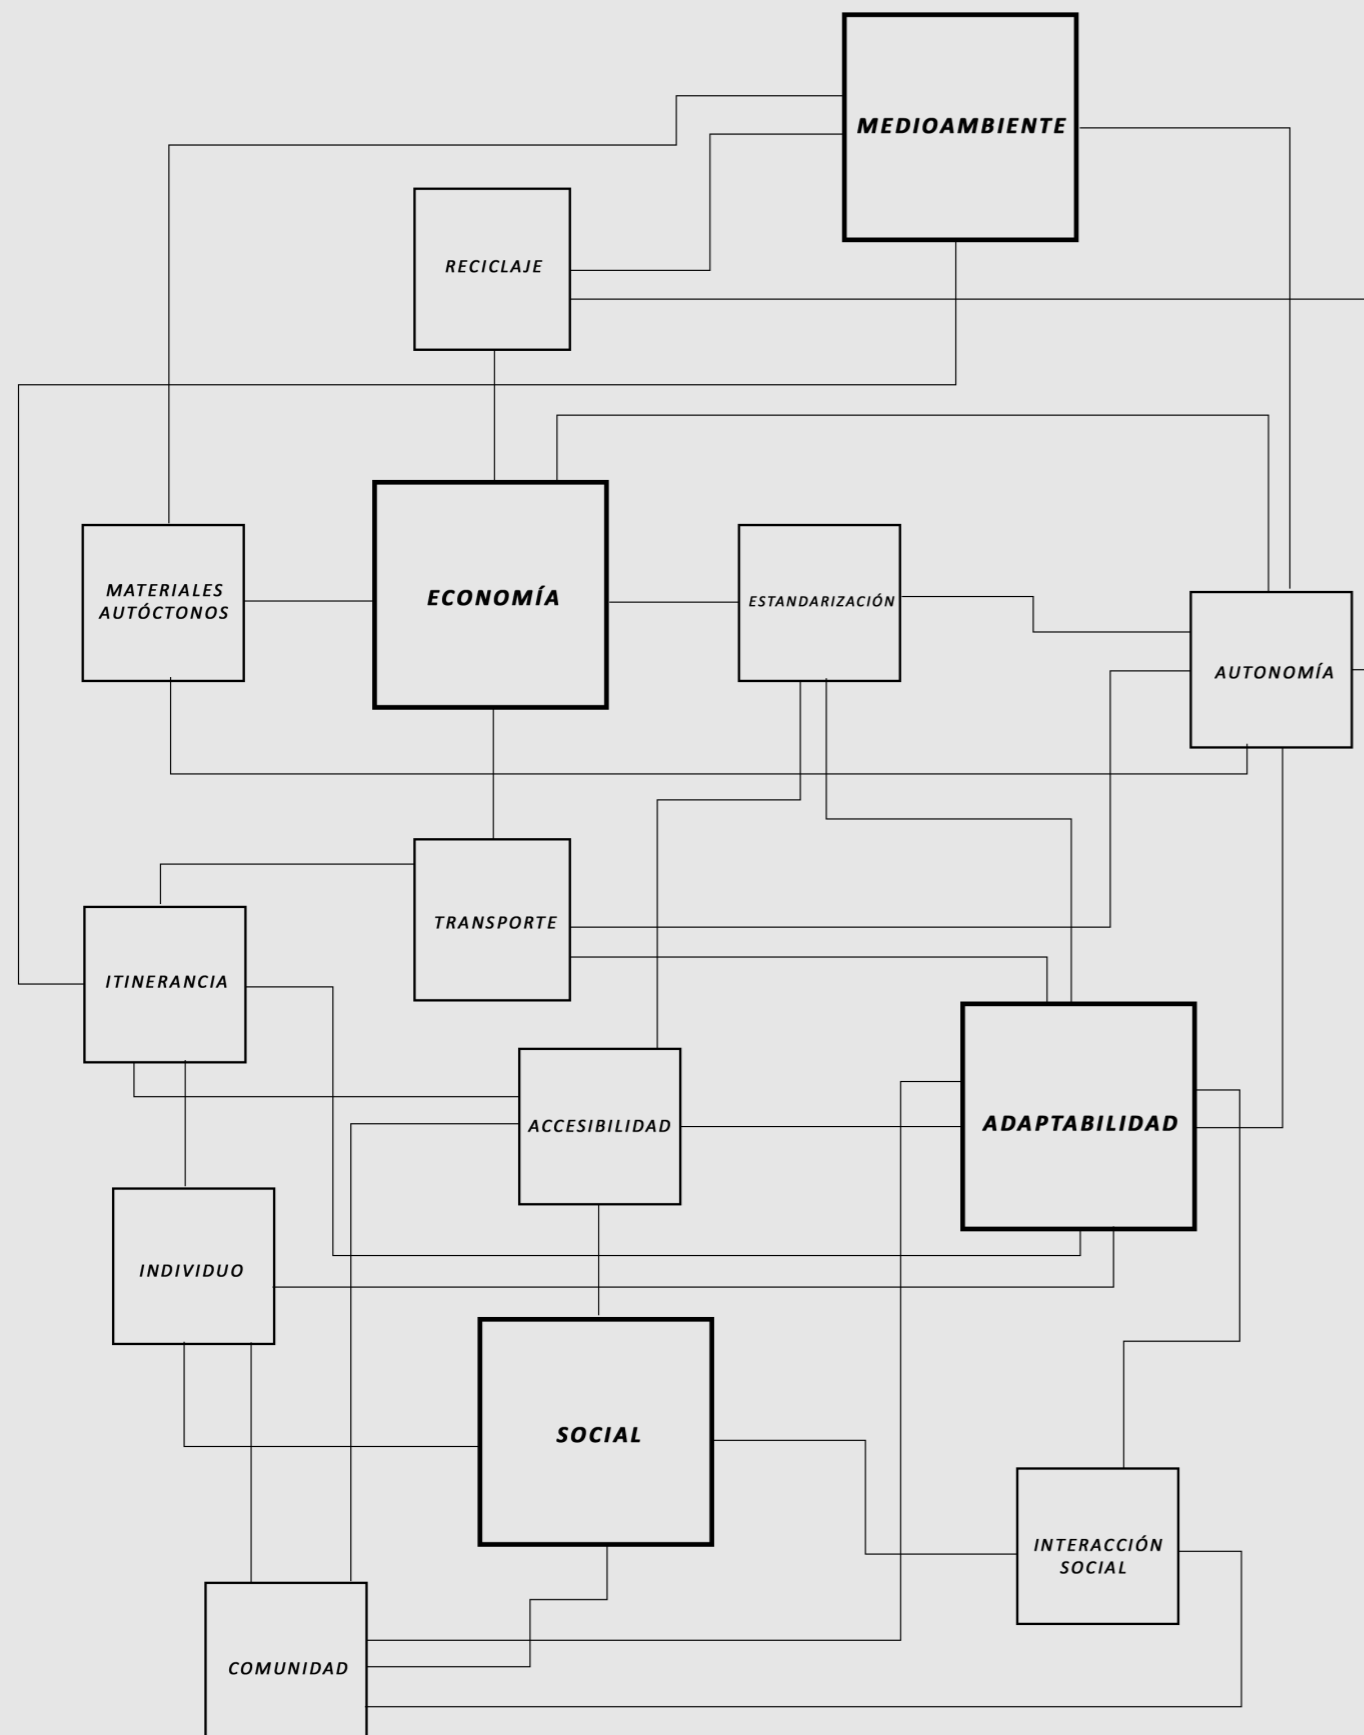 MEDIOAMBIENTE
RECICLAJE
MATERIALES
AUTÓCTONOS
ECONOMÍA
ESTANDARIZACIÓN
AUTONOMÍA
TRANSPORTE
ITINERANCIA
ACCESIBILIDAD
ADAPTABILIDAD
INDIVIDUO
SOCIAL
INTERACCIÓN
SOCIAL
COMUNIDAD